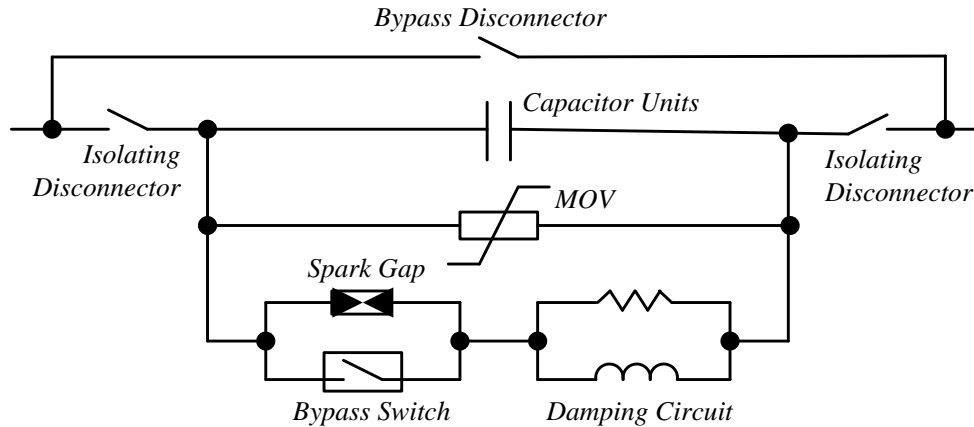 Bypass Disconnector
Capacitor Units
Isolating
Disconnector
Isolating
Disconnector
MOV
Spark Gap
Bypass Switch
Damping Circuit